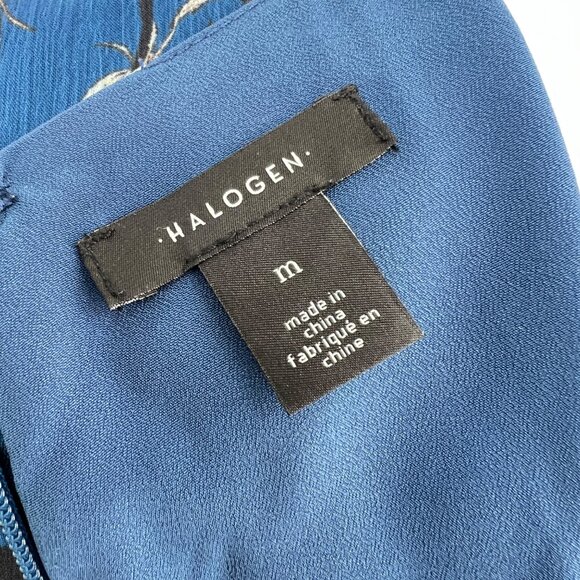 ·HALOGEN·
m
made in
china
fabriqué en
chine